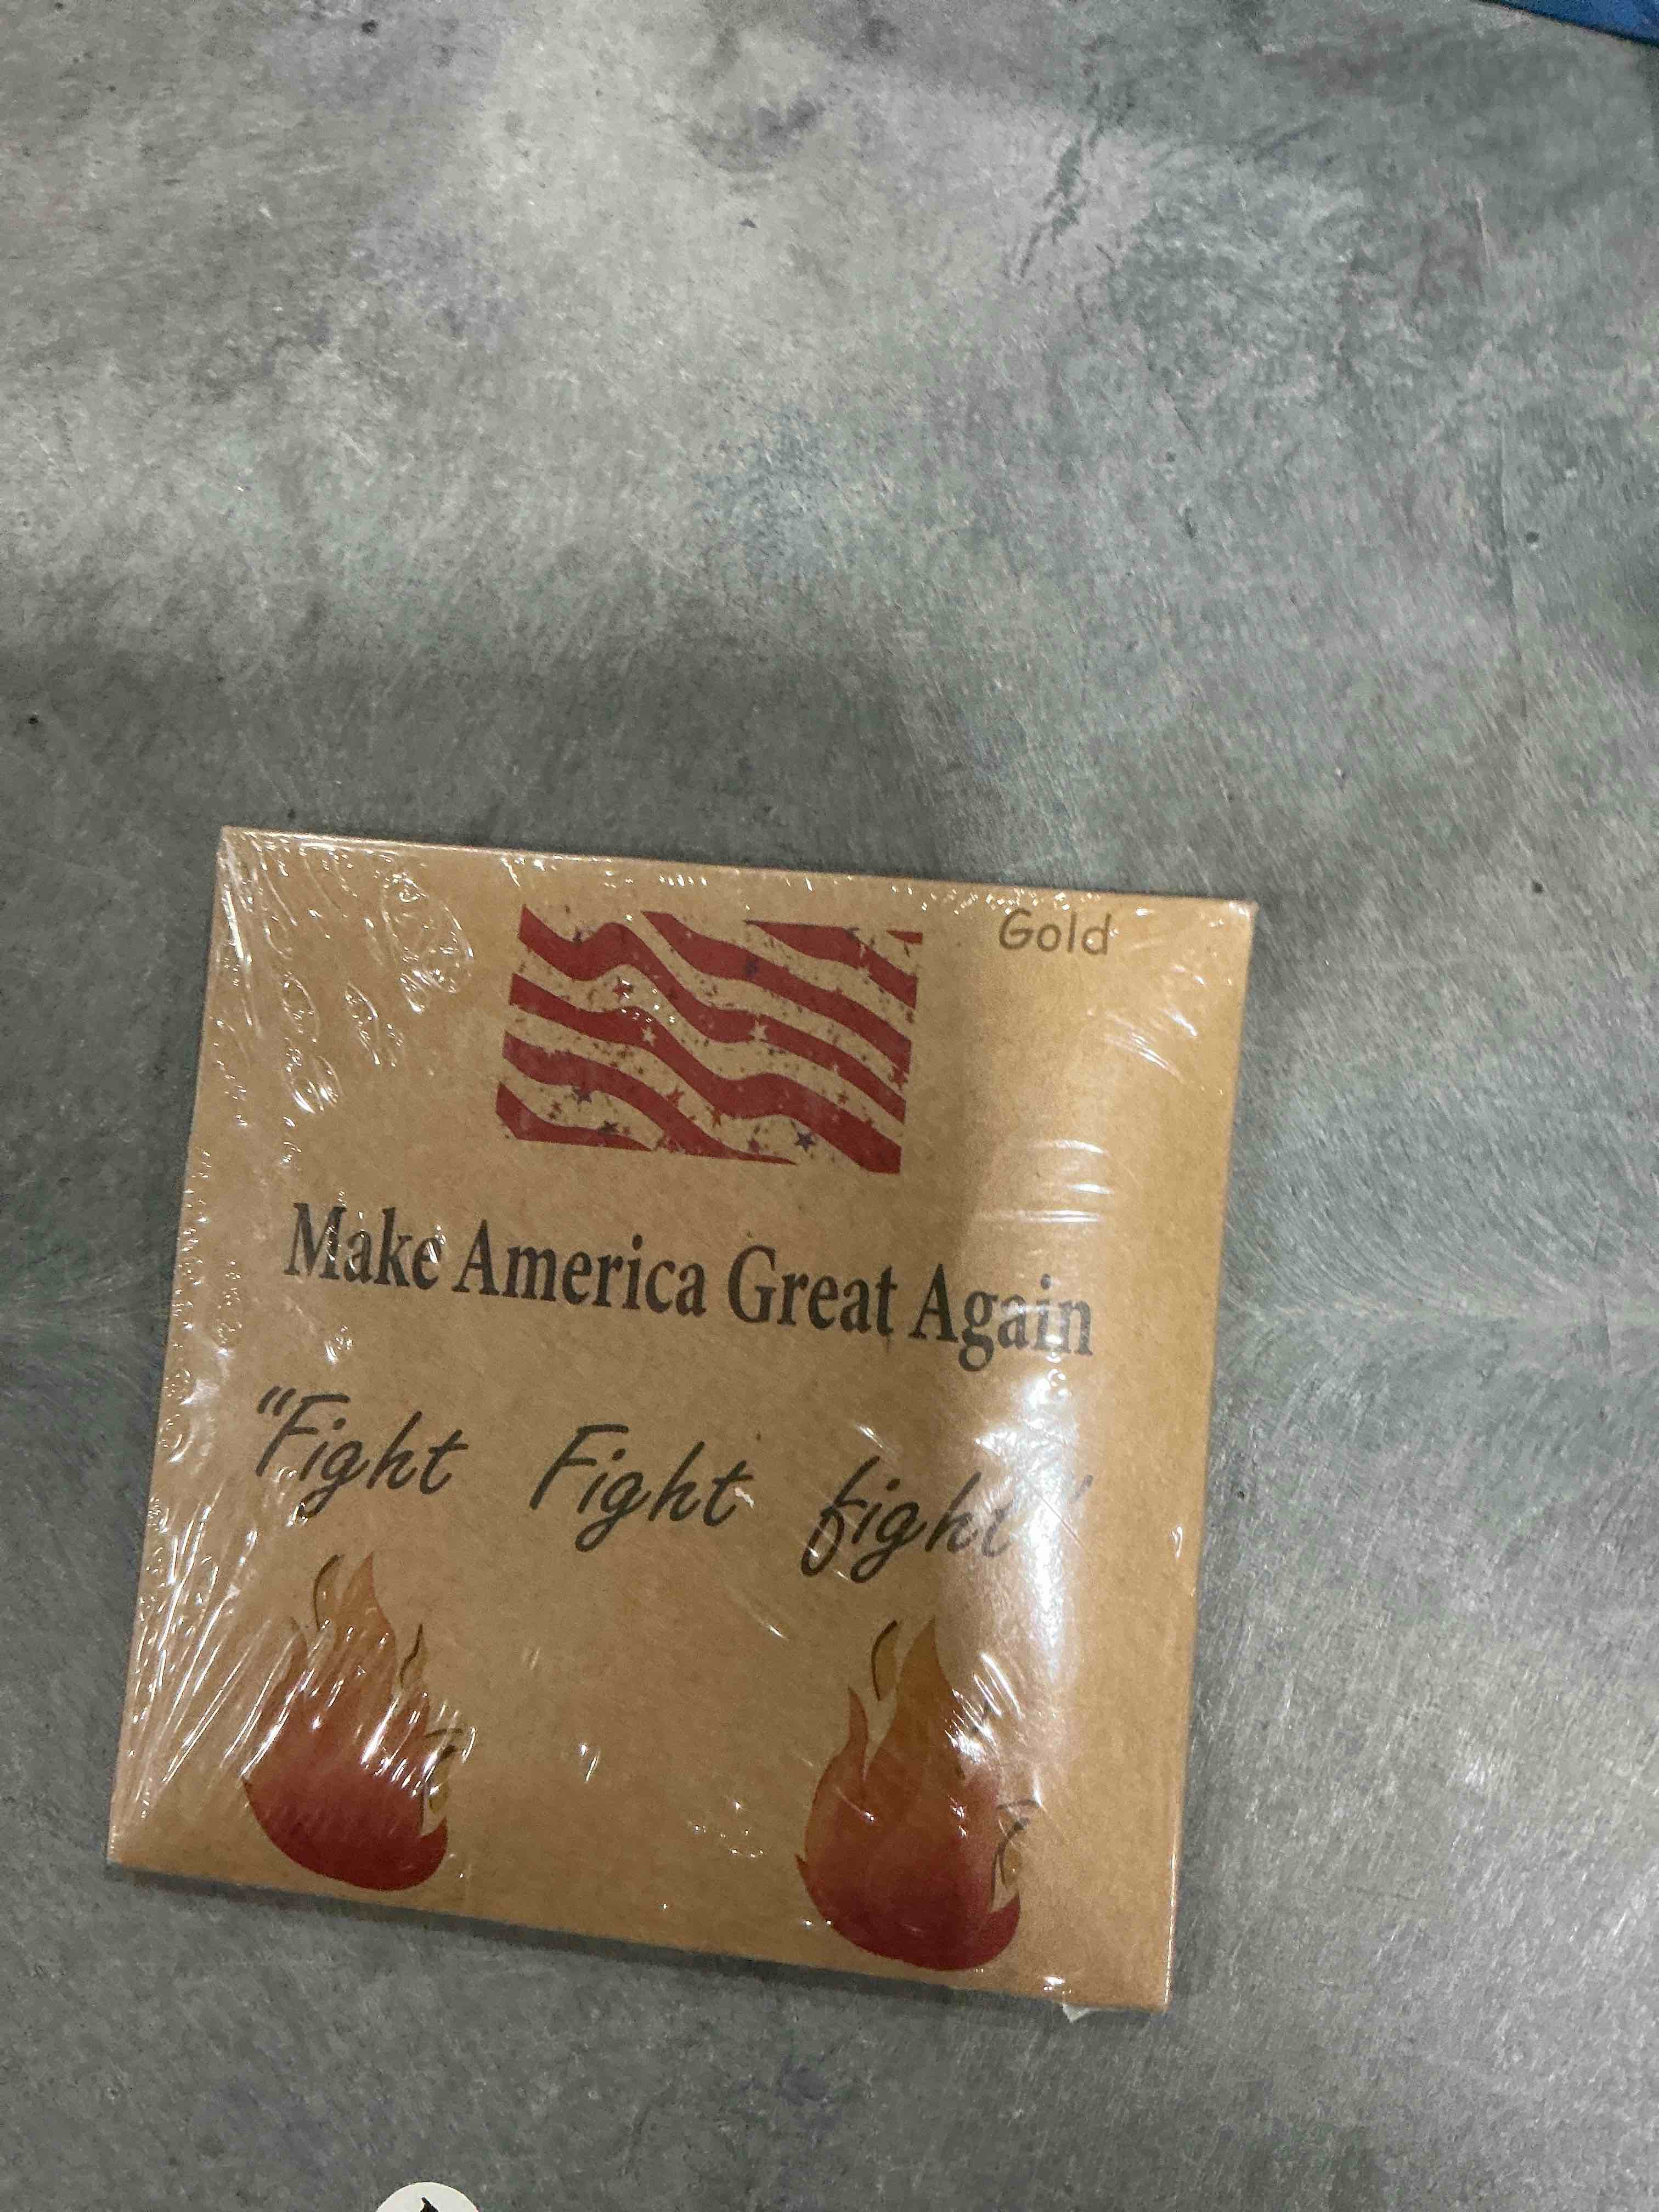 Gold
Make America Great Again
"Fight Fight fight"